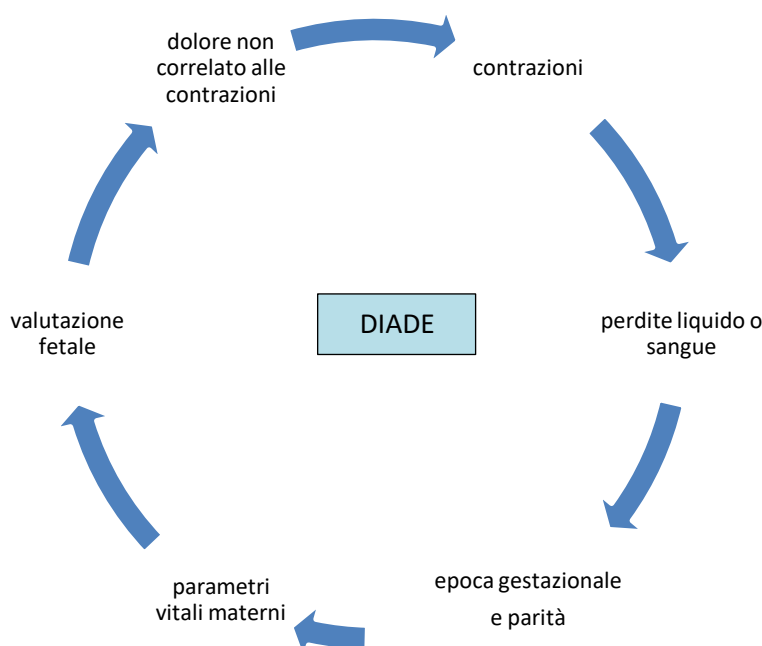 dolore non
correlato alle
contrazioni
contrazioni
valutazione
fetale
DIADE
perdite liquido o
sangue
parametri
vitali materni
epoca gestazionale
e parità